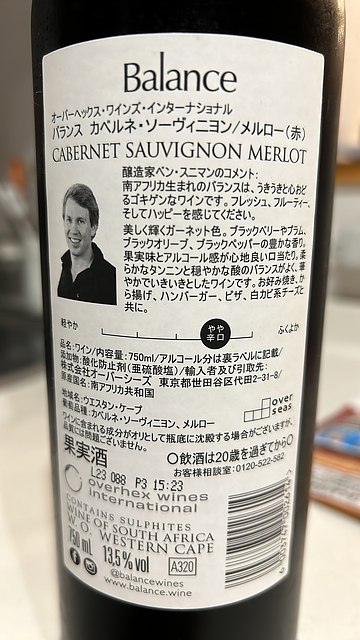 Balance
オーバーヘックス・ワインズ・インターナショナル
バランス カベルネ・ソーヴィニヨン/メルロー(赤)
CABERNET SAUVIGNON MERLOT
醸造家ベン・スニマンのコメント:
南アフリカ生まれのバランスは、うきうきと心おど
るゴキゲンなワインです。フレッシュ、フルーティー、
そしてハッピーを感じてください。
美しく輝くガーネット色。ブラックベリーやプラム、
ブラックオリーブ、ブラックペッパーの豊かな香り。
果実味とアルコール感が心地良い口当たり。柔
らかなタンニンと穏やかな酸のバランスがよく、華
やかでいきいきとしたワインです。お好み焼き、か
ら揚げ、ハンバーガー、ピザ、白カビ系チーズと
共に。
軽やか
やや
辛口
ふくよか
品名:ワイン/内容量:750ml/アルコール分は裏ラベルに記載/
添加物:酸化防止剤(亜硫酸塩)/輸入者及び引取先:
株式会社オーバーシーズ 東京都世田谷区代田2-31-8/
原産国名:南アフリカ共和国
地域名:ウエスタン・ケープ
葡萄品種:カベルネ・ソーヴィニヨン、メルロー
over
seas
ワインに含まれる成分がオリとして瓶底に沈殿する場合がございますが、
品質には問題ございません。
果実酒
〇飲酒は20歳を過ぎてから〇
お客様相談室:0120-522-582
L23 088 P3 15:23
overhex wines
international
CONTAINS SULPHITES
WINE OF SOUTH AFRICA
W.O. WESTERN CAPE
750 ml 13,5% vol A320
@balancewines
www.balance.wine